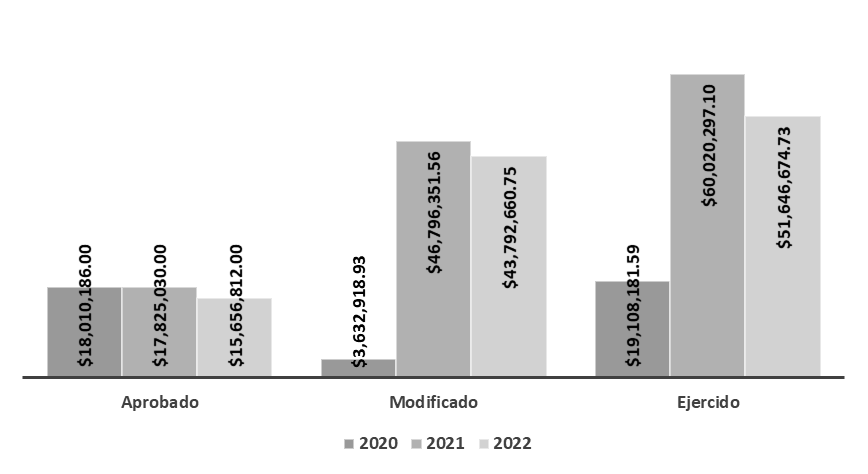 $18,010,186.00
$17,825,030.00
$15,656,812.00
$3,632,918.93
$46,796,351.56
$43,792,660.75
$19,108,181.59
$60,020,297.10
$51,646,674.73
Aprobado
Modificado
Ejercido
2020 2021 2022